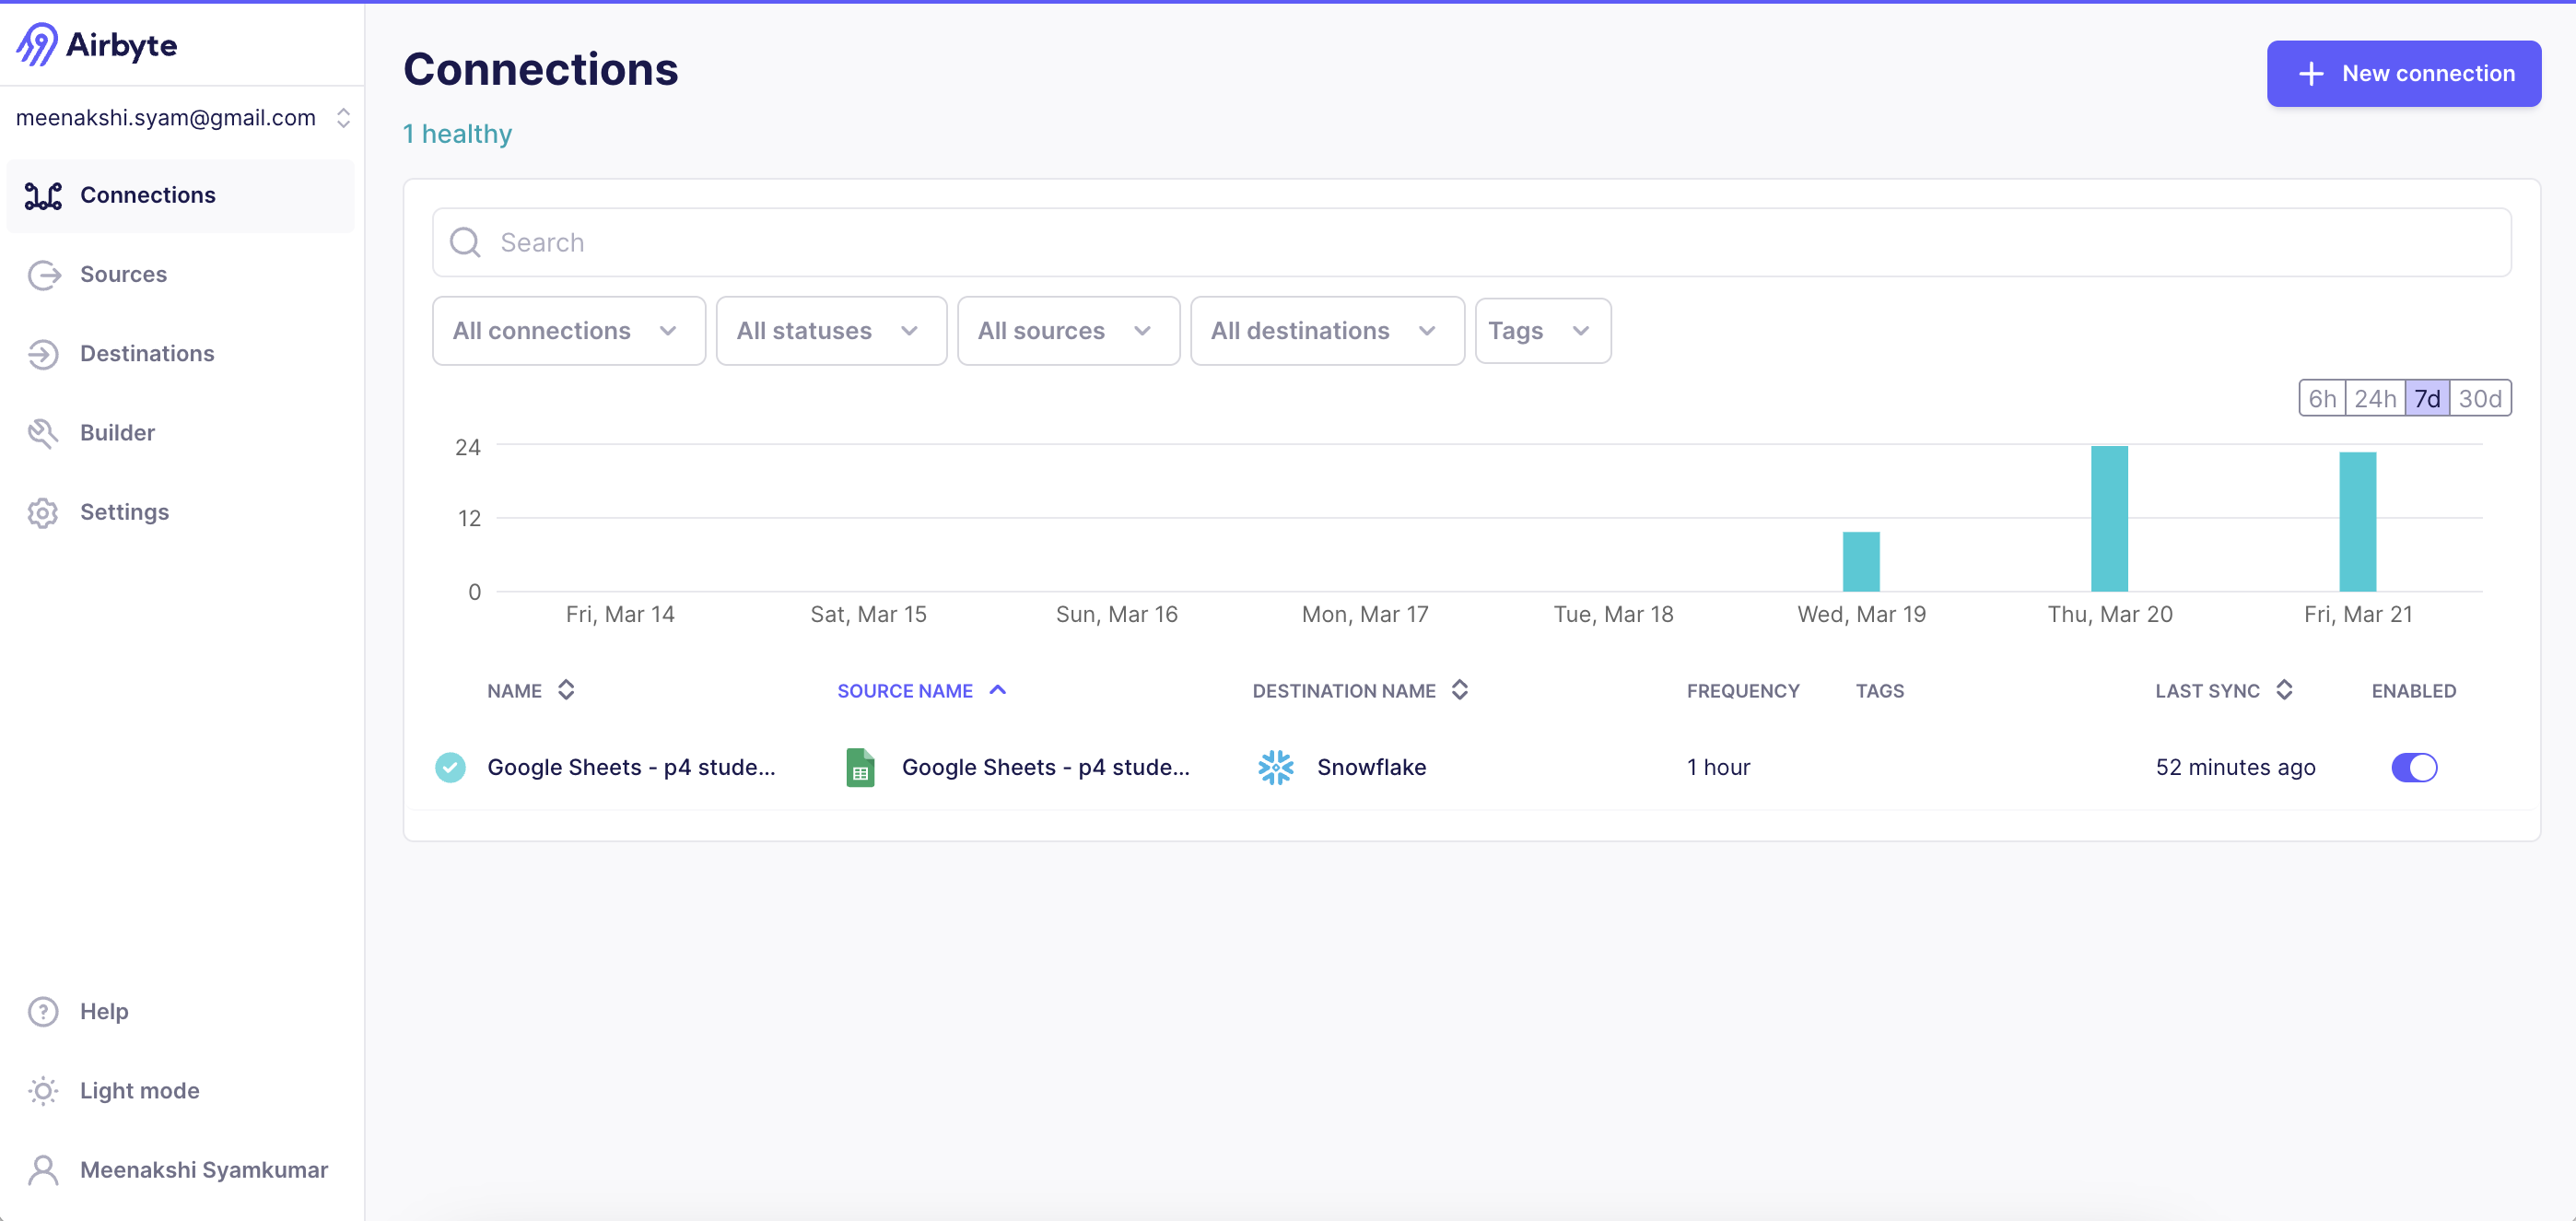 Airbyte
meenakshi.syam@gmail.com
Connections
Sources
Destinations
Builder
Settings
Help
Light mode
Meenakshi Syamkumar
Connections
New connection
1 healthy
Search
All connections All statuses All sources All destinations Tags
6h 24h 7d 30d
24
12
0
Fri, Mar 14 Sat, Mar 15 Sun, Mar 16 Mon, Mar 17 Tue, Mar 18 Wed, Mar 19 Thu, Mar 20 Fri, Mar 21
NAME SOURCE NAME DESTINATION NAME FREQUENCY TAGS LAST SYNC ENABLED
Google Sheets - p4 stude... Google Sheets - p4 stude... Snowflake 1 hour 52 minutes ago